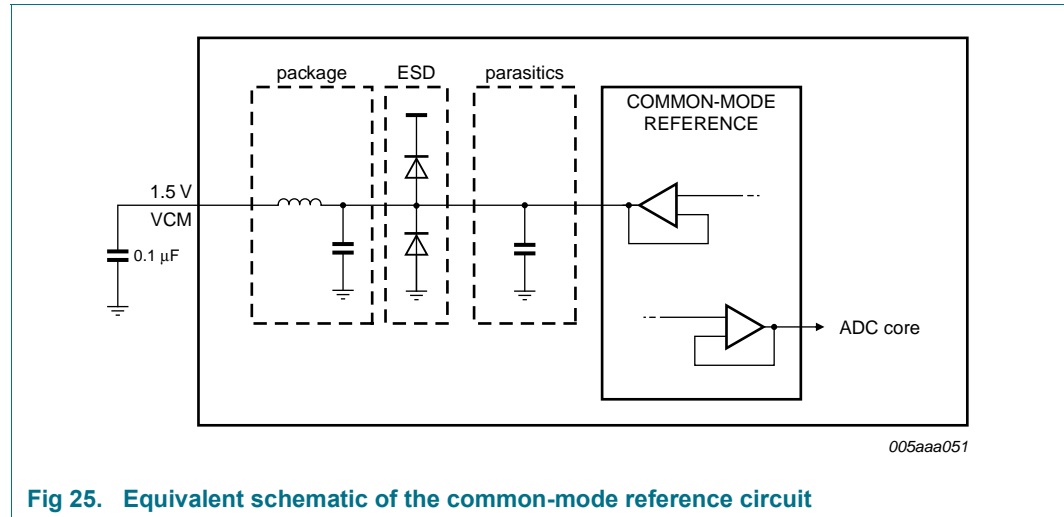 package
ESD
parasitics
COMMON-MODE
REFERENCE
1.5 V
VCM
0.1 μF
ADC core
005aaa051
Fig 25. Equivalent schematic of the common-mode reference circuit